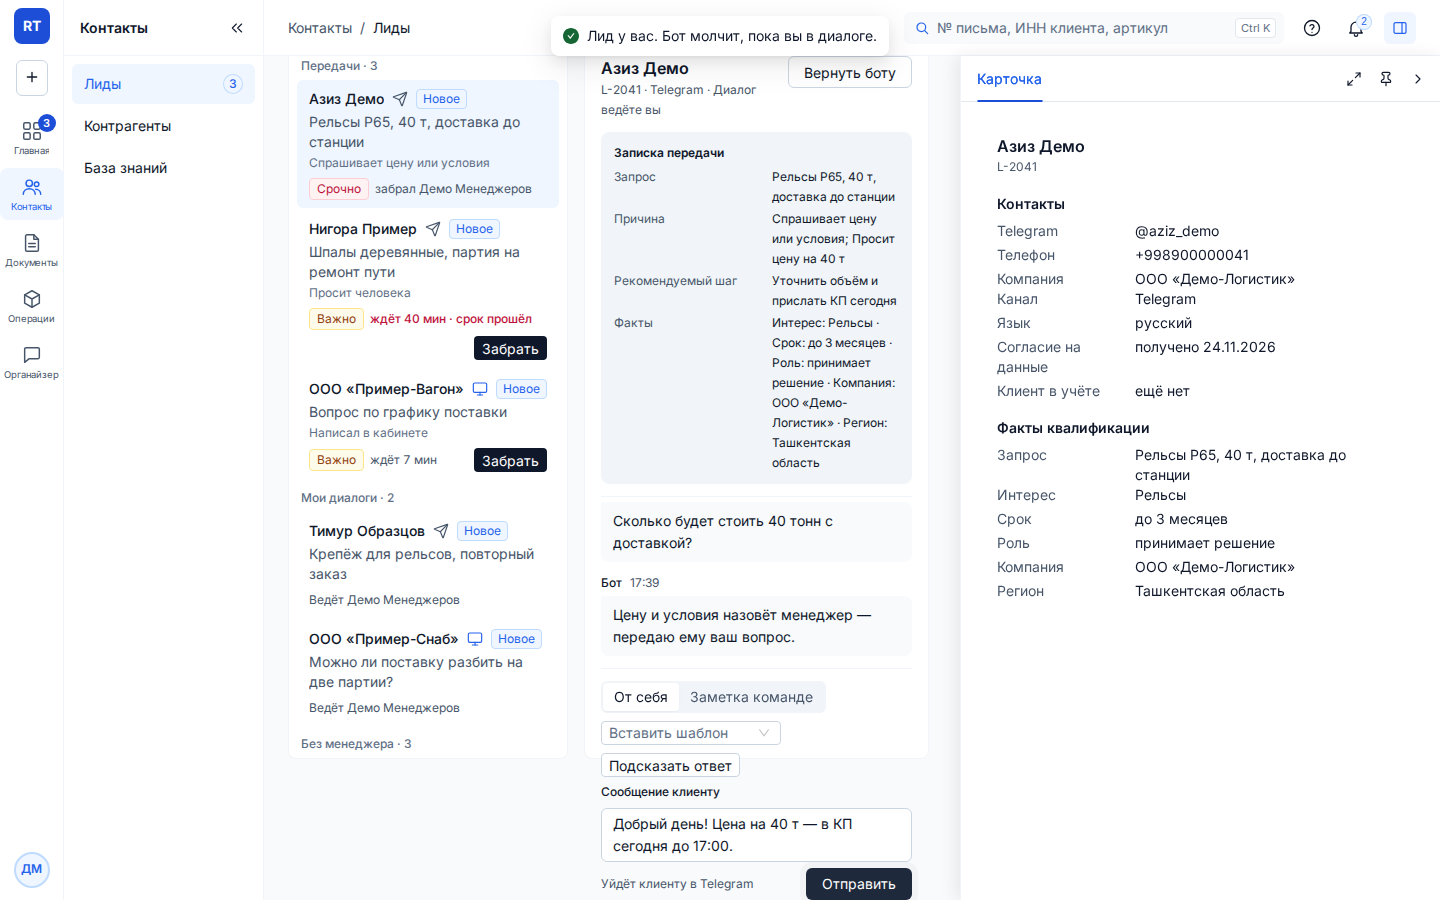 RT
Главная
3
Контакты
Документы
Операции
Органайзер
ДМ
Контакты
Лиды
3
Контрагенты
База знаний
Контакты / Лиды
Лид у вас. Бот молчит, пока вы в диалоге.
№ письма, ИНН клиента, артикул
Ctrl K
2
Передачи · 3
Азиз Демо
Новое
Рельсы Р65, 40 т, доставка до
станции
Спрашивает цену или условия
Срочно
забрал Демо Менеджеров
Нигора Пример
Новое
Шпалы деревянные, партия на
ремонт пути
Просит человека
Важно
ждёт 40 мин · срок прошёл
Забрать
ООО «Пример-Вагон»
Новое
Вопрос по графику поставки
Написал в кабинете
Важно
ждёт 7 мин
Забрать
Мои диалоги · 2
Тимур Образцов
Новое
Крепёж для рельсов, повторный
заказ
Ведёт Демо Менеджеров
ООО «Пример-Снаб»
Новое
Можно ли поставку разбить на
две партии?
Ведёт Демо Менеджеров
Без менеджера · 3
Азиз Демо
L-2041 · Telegram · Диалог
ведёте вы
Вернуть боту
Записка передачи
Запрос
Рельсы Р65, 40 т,
доставка до станции
Причина
Спрашивает цену
или условия; Просит
цену на 40 т
Рекомендуемый шаг
Уточнить объём и
прислать КП сегодня
Факты
Интерес: Рельсы ·
Срок: до 3 месяцев ·
Роль: принимает
решение · Компания:
ООО «Демо-
Логистик» · Регион:
Ташкентская
область
Сколько будет стоить 40 тонн с
доставкой?
Бот 17:39
Цену и условия назовёт менеджер —
передаю ему ваш вопрос.
От себя
Заметка команде
Вставить шаблон
Подсказать ответ
Сообщение клиенту
Добрый день! Цена на 40 т — в КП
сегодня до 17:00.
Уйдёт клиенту в Telegram
Отправить
Карточка
Азиз Демо
L-2041
Контакты
Telegram
@aziz_demo
Телефон
+998900000041
Компания
ООО «Демо-Логистик»
Канал
Telegram
Язык
русский
Согласие на
данные
получено 24.11.2026
Клиент в учёте
ещё нет
Факты квалификации
Запрос
Рельсы Р65, 40 т, доставка до
станции
Интерес
Рельсы
Срок
до 3 месяцев
Роль
принимает решение
Компания
ООО «Демо-Логистик»
Регион
Ташкентская область